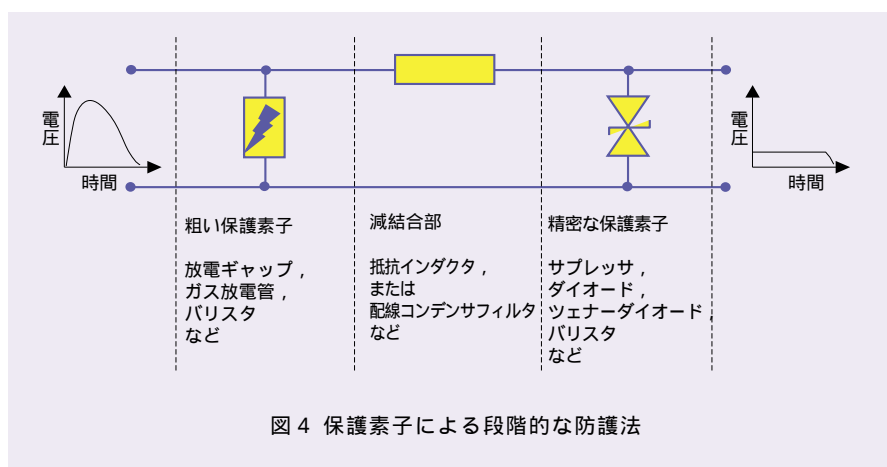 電圧
時間
粗い保護素子
放電ギャップ，
ガス放電管，
バリスタ
など
減結合部
抵抗インダクタ，
または
配線コンデンサフィルタ
など
精密な保護素子
サプレッサ，
ダイオード，
ツェナーダイオード，
バリスタ
など
電圧
時間
図４ 保護素子による段階的な防護法